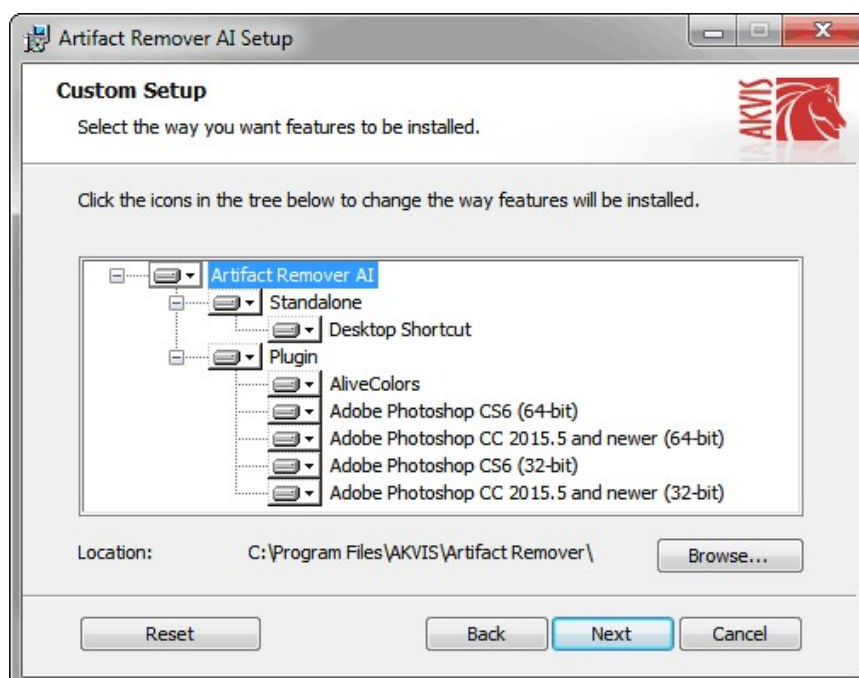 Artifact Remover AI Setup
Custom Setup
Select the way you want features to be installed.
AKVIS
Click the icons in the tree below to change the way features will be installed.
Artifact Remover AI
Standalone
Desktop Shortcut
Plugin
AliveColors
Adobe Photoshop CS6 (64-bit)
Adobe Photoshop CC 2015.5 and newer (64-bit)
Adobe Photoshop CS6 (32-bit)
Adobe Photoshop CC 2015.5 and newer (32-bit)
Location: C:\Program Files\AKVIS\Artifact Remover\ Browse...
Reset Back Next Cancel